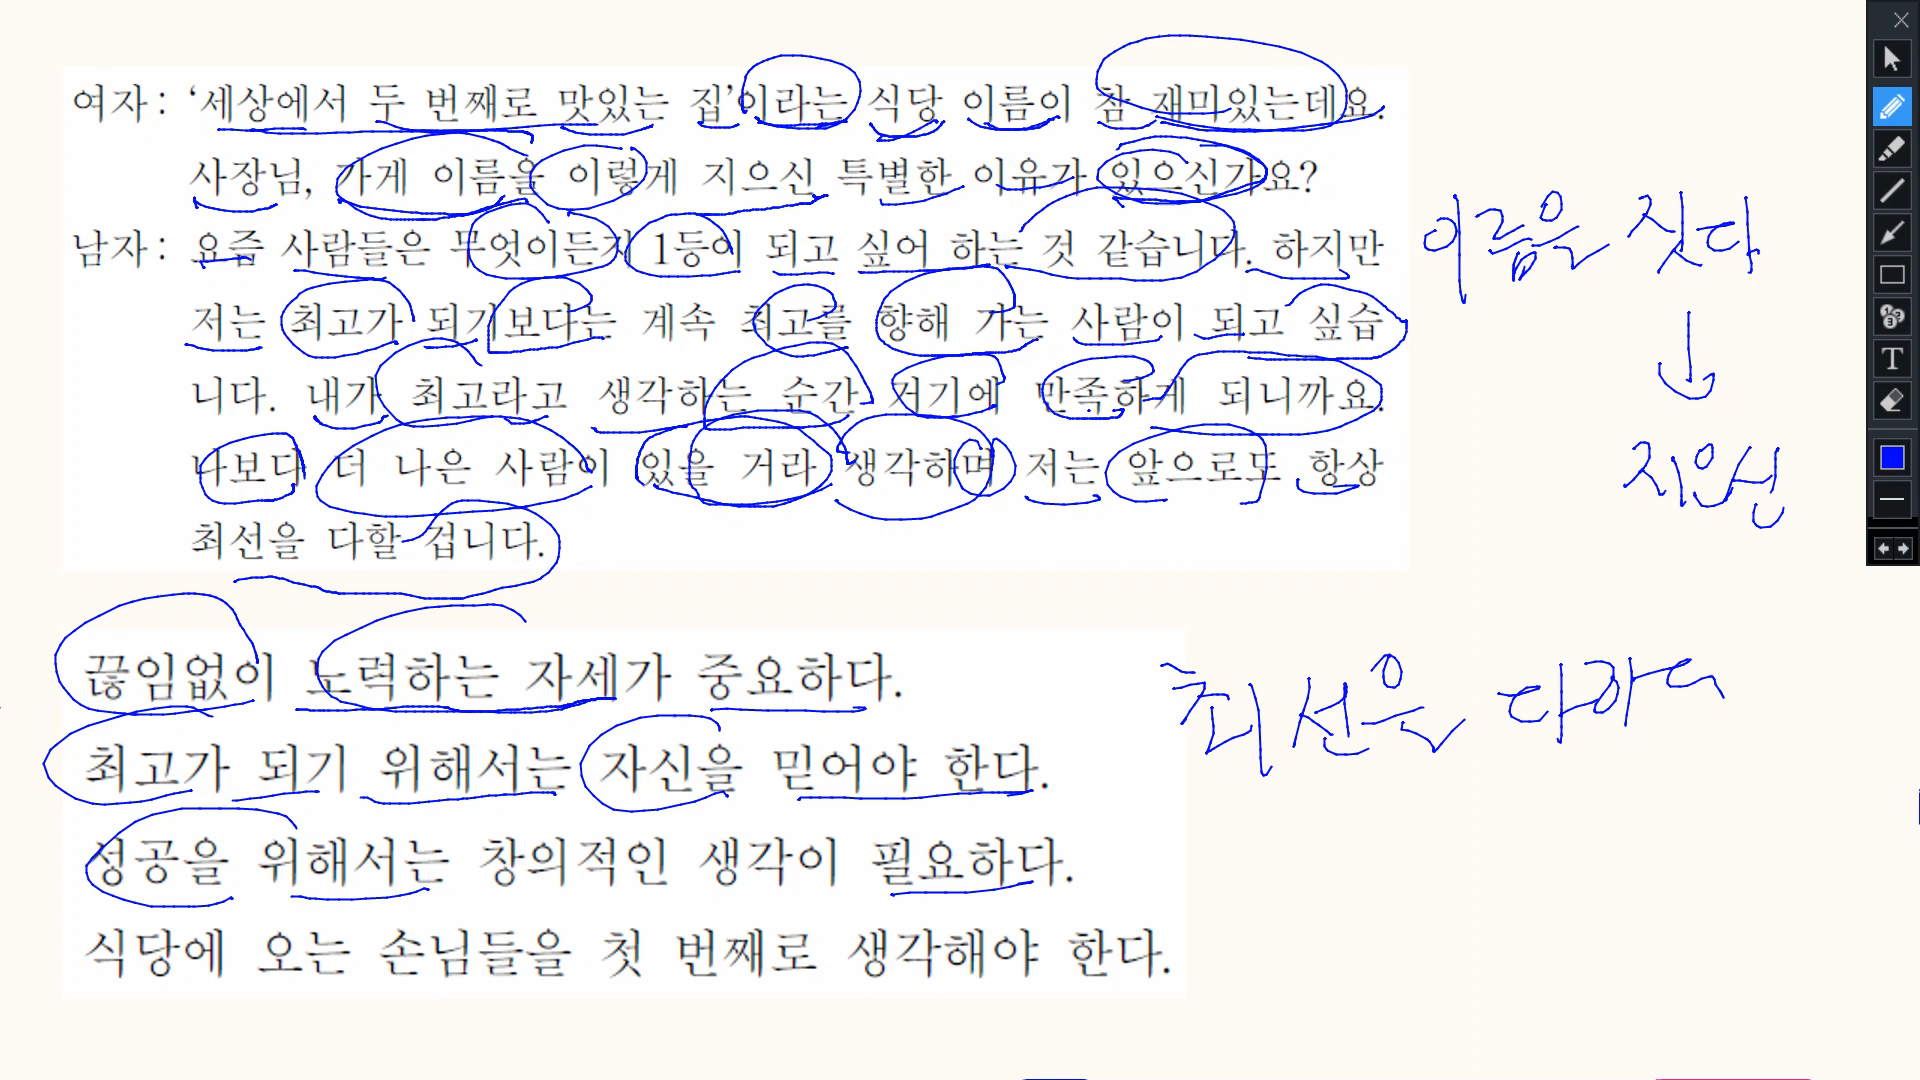 여자 : ‘세상에서 두 번째로 맛있는 집’이라는 식당 이름이 참 재미있는데요.
사장님, 가게 이름을 이렇게 지으신 특별한 이유가 있으신가요?
남자 : 요즘 사람들은 무엇이든지 1등이 되고 싶어 하는 것 같습니다. 하지만
저는 최고가 되기보다는 계속 최고를 향해 가는 사람이 되고 싶습
니다. 내가 최고라고 생각하는 순간 거기에 만족하게 되니까요.
나보다 더 나은 사람이 있을 거라 생각하며 저는 앞으로도 항상
최선을 다할 겁니다.
이름을 짓다
지으신
끊임없이 노력하는 자세가 중요하다.
최고가 되기 위해서는 자신을 믿어야 한다.
성공을 위해서는 창의적인 생각이 필요하다.
식당에 오는 손님들을 첫 번째로 생각해야 한다.
최선을 다하다
T